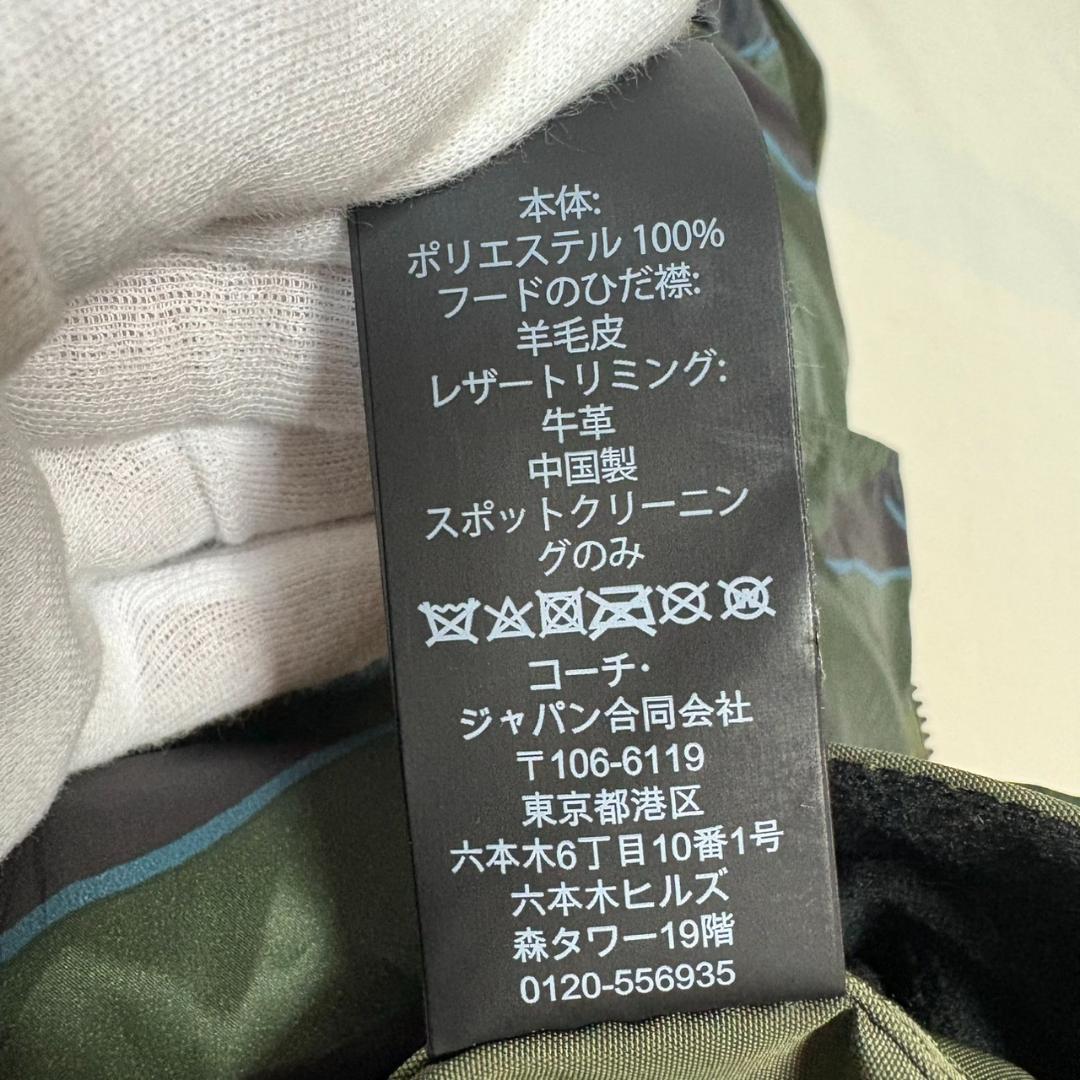 本体:
ポリエステル 100%
フードのひだ襟:
羊毛皮
レザートリミング:
牛革
中国製
スポットクリーニン
グのみ
コーチ・
ジャパン合同会社
〒106-6119
東京都港区
六本木6丁目10番1号
六本木ヒルズ
森タワー19階
0120-556935